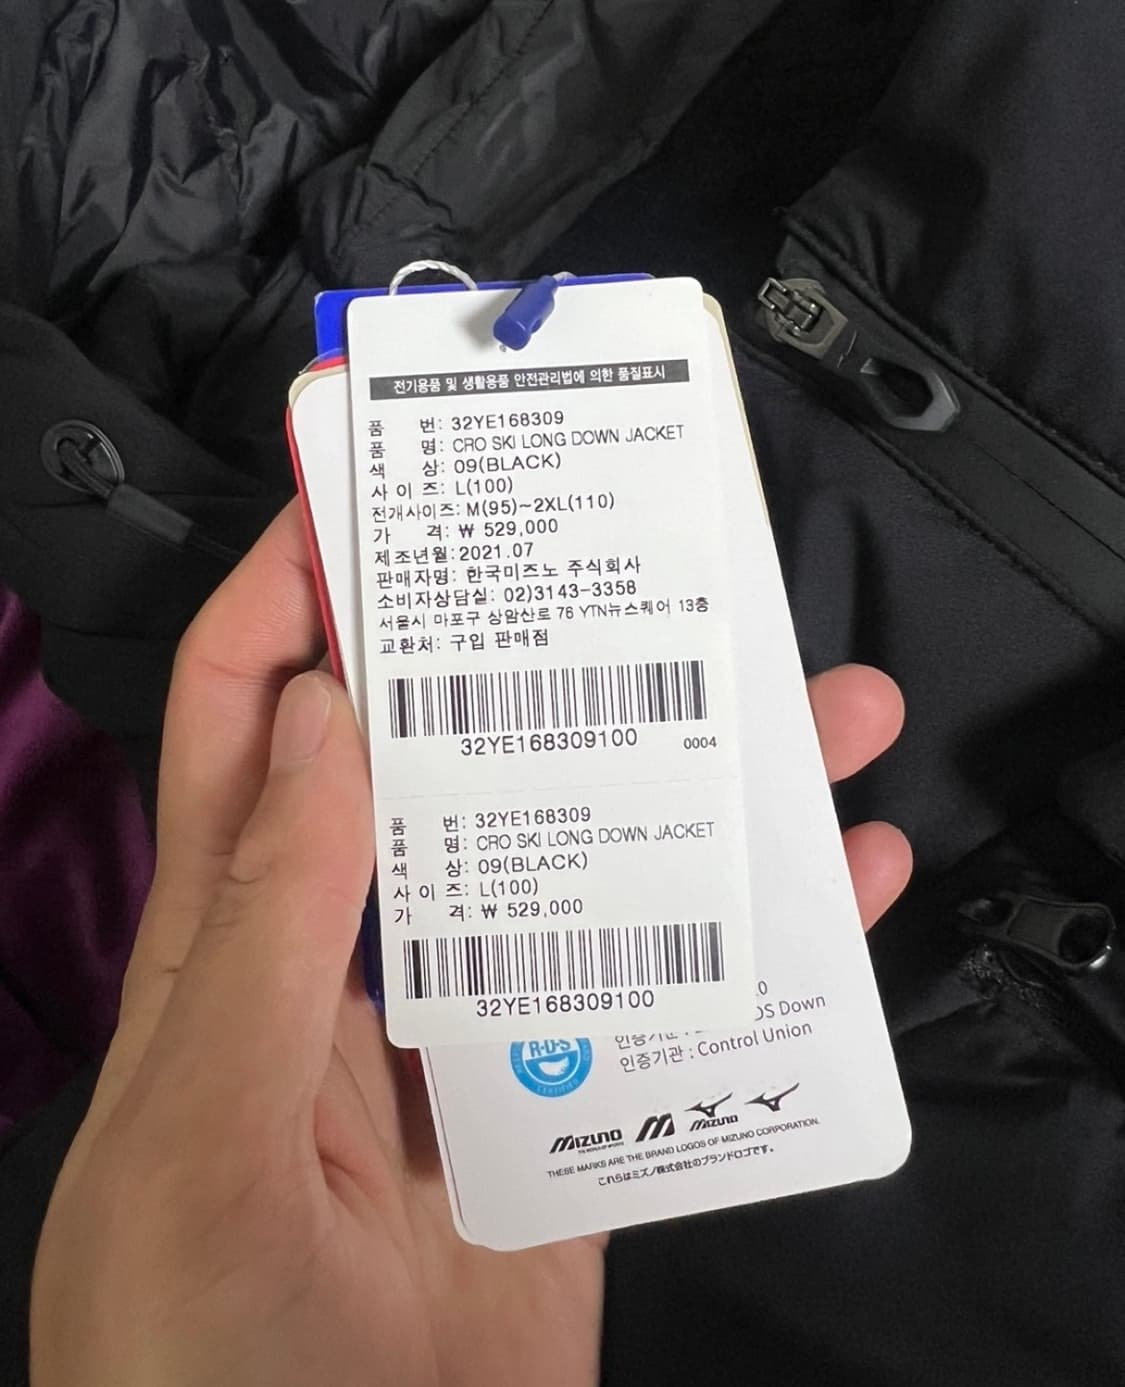 전기용품 및 생활용품 안전관리법에 의한 품질표시
품 번: 32YE168309
품 명: CRO SKI LONG DOWN JACKET
색 상: 09(BLACK)
사 이 즈: L(100)
전개사이즈: M(95)~2XL(110)
가 격: ₩ 529,000
제조년월:2021.07
판매자명: 한국미즈노 주식회사
소비자상담실: 02)3143-3358
서울시 마포구 상암산로 76 YTN뉴스퀘어 13층
교환처: 구입 판매점
32YE168309100 0004
품 번: 32YE168309
품 명: CRO SKI LONG DOWN JACKET
색 상: 09(BLACK)
사 이 즈: L(100)
가 격: ₩ 529,000
32YE168309100
Down
R·D·S
CERTIFIED
인증기준 :
인증기관 : Control Union
MIZUNO MIZUNO
THESE MARKS ARE THE BRAND LOGOS OF MIZUNO CORPORATION.
これらはミズノ株式会社のブランドロゴです。